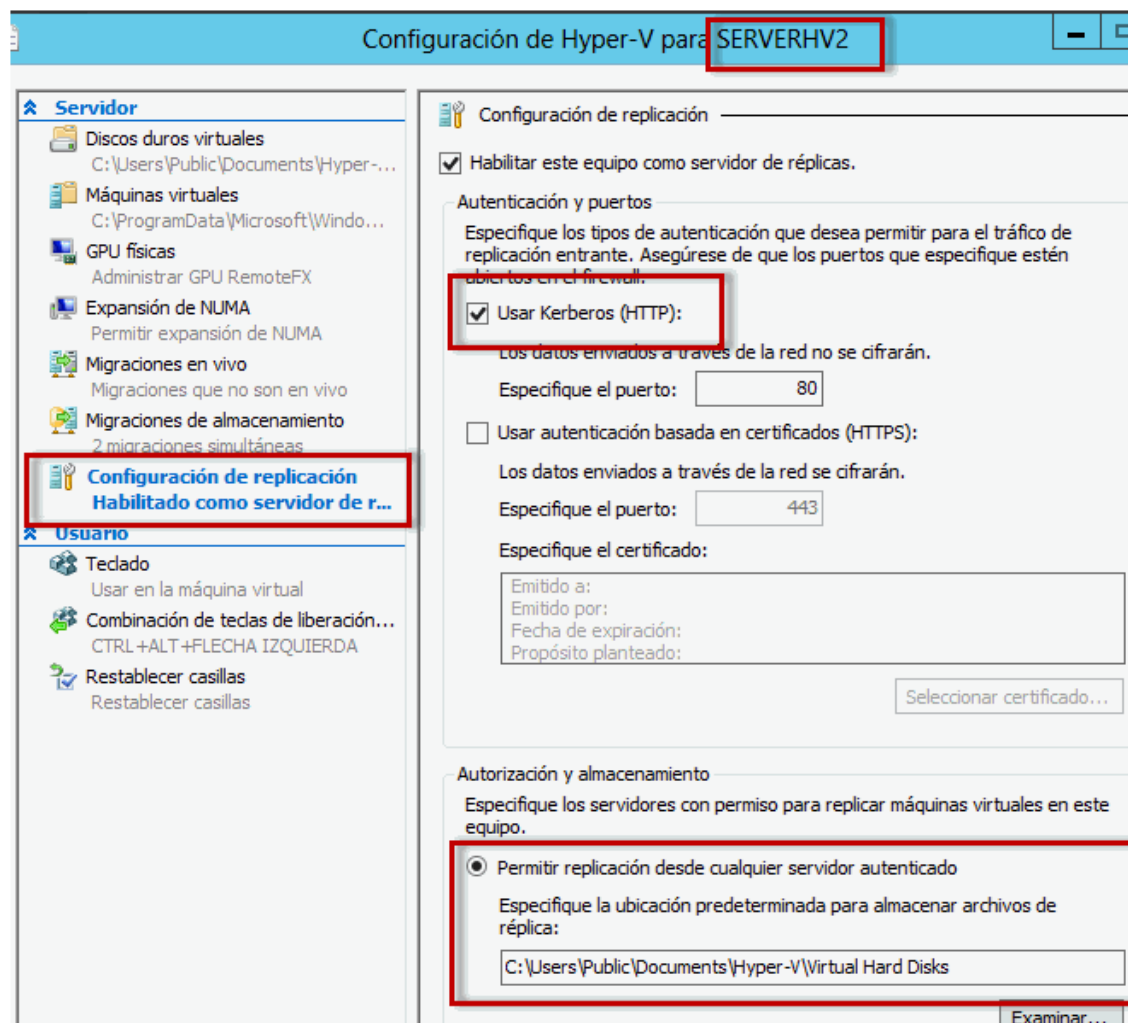 Configuración de Hyper-V para SERVERHV2
Servidor
Discos duros virtuales
C:\Users\Public\Documents\Hyper-...
Máquinas virtuales
C:\ProgramData\Microsoft\Windo...
GPU físicas
Administrar GPU RemoteFX
Expansión de NUMA
Permitir expansión de NUMA
Migraciones en vivo
Migraciones que no son en vivo
Migraciones de almacenamiento
2 migraciones simultáneas
Configuración de replicación
Habilitado como servidor de r...
Usuario
Teclado
Usar en la máquina virtual
Combinación de teclas de liberación...
CTRL+ALT+FLECHA IZQUIERDA
Restablecer casillas
Restablecer casillas
Configuración de replicación
Habilitar este equipo como servidor de réplicas.
Autenticación y puertos
Especifique los tipos de autenticación que desea permitir para el tráfico de
replicación entrante. Asegúrese de que los puertos que especifique estén
abiertos en el firewall.
Usar Kerberos (HTTP):
Los datos enviados a través de la red no se cifrarán.
Especifique el puerto: 80
Usar autenticación basada en certificados (HTTPS):
Los datos enviados a través de la red se cifrarán.
Especifique el puerto: 443
Especifique el certificado:
Emitido a:
Emitido por:
Fecha de expiración:
Propósito planteado:
Seleccionar certificado...
Autorización y almacenamiento
Especifique los servidores con permiso para replicar máquinas virtuales en este
equipo.
Permitir replicación desde cualquier servidor autenticado
Especifique la ubicación predeterminada para almacenar archivos de
réplica:
C:\Users\Public\Documents\Hyper-V\Virtual Hard Disks
Examinar...